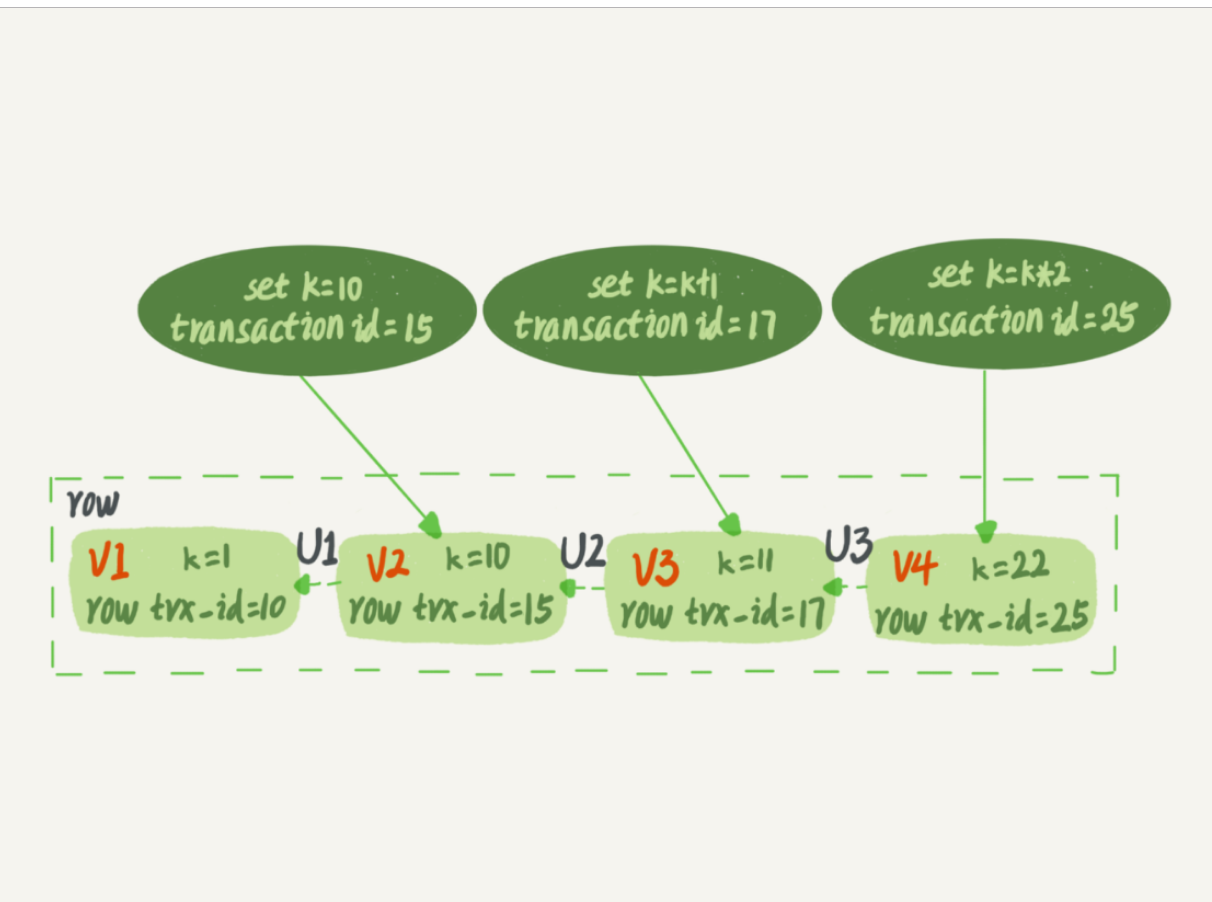 set k=10
transaction id=15
set k=k+1
transaction id=17
set k=k*2
transaction id=25
row
V1 k=1
row trx-id=10
U1
V2 k=10
row trx-id=15
U2
V3 k=11
row trx-id=17
U3
V4 k=22
row trx-id=25